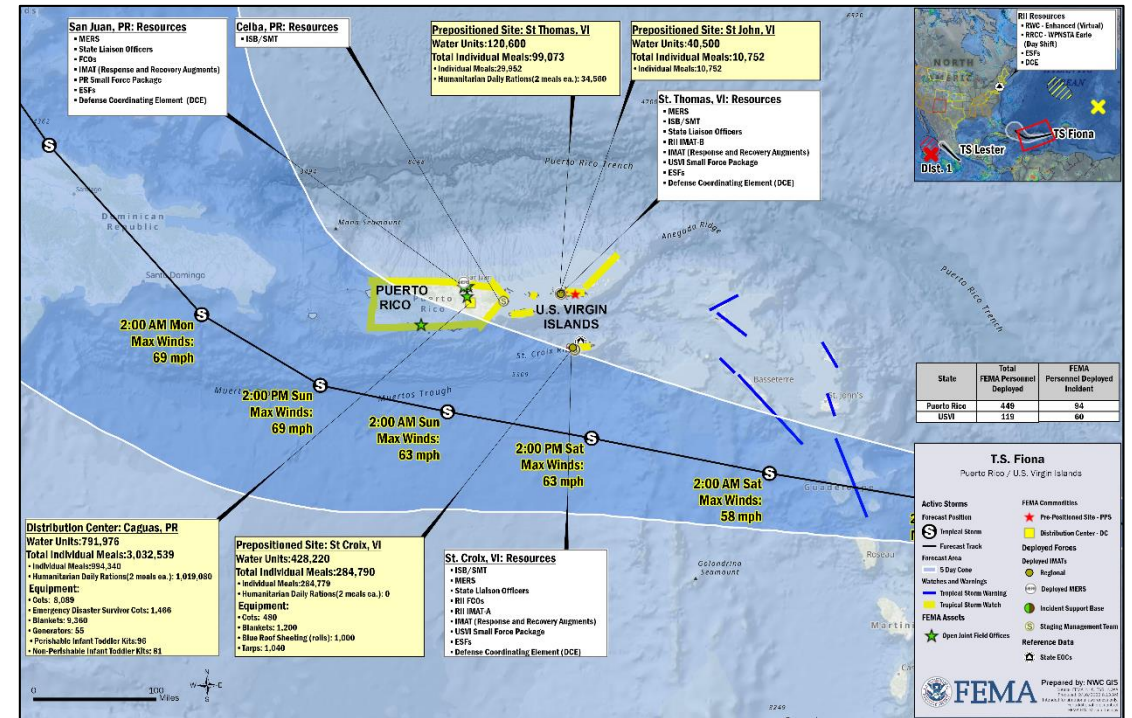 San Juan, PR: Resources
▪ MERS
▪ State Liaison Officers
▪ FCOs
▪ IMAT (Response and Recovery Augments)
▪ PR Small Force Package
▪ ESFs
▪ Defense Coordinating Element (DCE)
Ceiba, PR: Resources
▪ ISB/SMT
Prepositioned Site: St Thomas, VI
Water Units:120,600
Total Individual Meals:99,073
▪ Individual Meals:29,952
▪ Humanitarian Daily Rations(2 meals ea.): 34,560
Prepositioned Site: St John, VI
Water Units:40,500
Total Individual Meals:10,752
▪ Individual Meals:10,752
St. Thomas, VI: Resources
▪ MERS
▪ ISB/SMT
▪ State Liaison Officers
▪ RII IMAT-B
▪ IMAT (Response and Recovery Augments)
▪ USVI Small Force Package
▪ ESFs
▪ Defense Coordinating Element (DCE)
RII Resources
▪ RWC - Enhanced (Virtual)
▪ RRCC - WPNSTA Earle
(Day Shift)
▪ ESFs
▪ DCE
NORTH
TS Fiona
TS Lester
Dist. 1
Puerto Rico Trench
Mona Seamount
Anegada Ridge
Puerto Rico Trench
Dominican
Republic
Santo Domingo
PUERTO
RICO
Puerto
Rico
U.S. VIRGIN
ISLANDS
St. Croix
Muertos Trough
Basseterre
St. John's
Guadeloupe
Roseau
Golondrino
Seamount
2:00 AM Mon
Max Winds:
69 mph
2:00 PM Sun
Max Winds:
69 mph
2:00 AM Sun
Max Winds:
63 mph
2:00 PM Sat
Max Winds:
63 mph
2:00 AM Sat
Max Winds:
58 mph
State Total FEMA Personnel Deployed FEMA Personnel Deployed Incident
Puerto Rico 449 94
USVI 119 60
Distribution Center: Caguas, PR
Water Units:791,976
Total Individual Meals:3,032,539
▪ Individual Meals:994,340
▪ Humanitarian Daily Rations(2 meals ea.): 1,019,080
Equipment:
▪ Cots: 8,089
▪ Emergency Disaster Survivor Cots: 1,466
▪ Blankets: 9,360
▪ Generators: 55
▪ Perishable Infant Toddler Kits:96
▪ Non-Perishable Infant Toddler Kits: 81
Prepositioned Site: St Croix, VI
Water Units:428,220
Total Individual Meals:284,790
▪ Individual Meals:284,779
▪ Humanitarian Daily Rations(2 meals ea.): 0
Equipment:
▪ Cots: 480
▪ Blankets: 1,200
▪ Blue Roof Sheeting (rolls): 1,000
▪ Tarps: 1,040
St. Croix, VI: Resources
▪ ISB/SMT
▪ MERS
▪ State Liaison Officers
▪ RII FCOs
▪ RII IMAT-A
▪ IMAT (Response and Recovery Augments)
▪ USVI Small Force Package
▪ ESFs
▪ Defense Coordinating Element (DCE)
T.S. Fiona
Puerto Rico / U.S. Virgin Islands
Active Storms
Forecast Position
S Tropical Storm
Forecast Track
Forecast Area
5 Day Cone
Watches and Warnings
Tropical Storm Warning
Tropical Storm Watch
FEMA Assets
Open Joint Field Offices
FEMA Commodities
Pre-Positioned Site - PPS
Distribution Center - DC
Deployed Forces
Deployed IMATs
Regional
Deployed MERS
Incident Support Base
Staging Management Team
Reference Data
State EOCs
0 100 Miles
N
W E
S
FEMA
Prepared by: NWC GIS